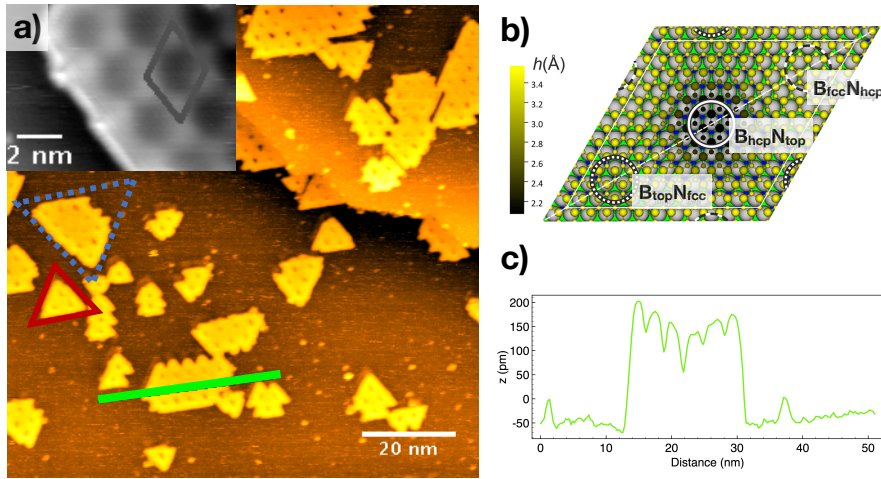 a)
2 nm
20 nm
b)
h(Å)
3.4
3.2
3.0
2.8
2.6
2.4
2.2
BfccNhcp
BhcpNtop
BtopNfcc
c)
z (pm)
200
150
100
50
0
-50
0
10
20
30
40
50
Distance (nm)